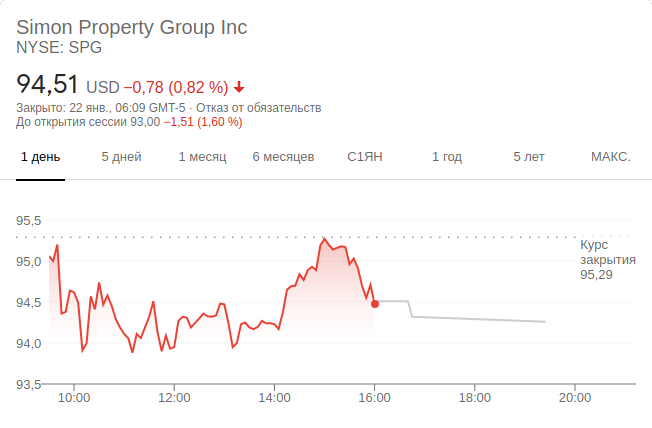 Simon Property Group Inc
NYSE: SPG
94,51 USD −0,78 (0,82 %)
Закрыто: 22 янв., 06:09 GMT-5 · Отказ от обязательств
До открытия сессии 93,00 −1,51 (1,60 %)
1 день 5 дней 1 месяц 6 месяцев С1ЯН 1 год 5 лет МАКС.
95,5
Курс
закрытия
95,29
95,0
94,5
94,0
93,5
10:00 12:00 14:00 16:00 18:00 20:00